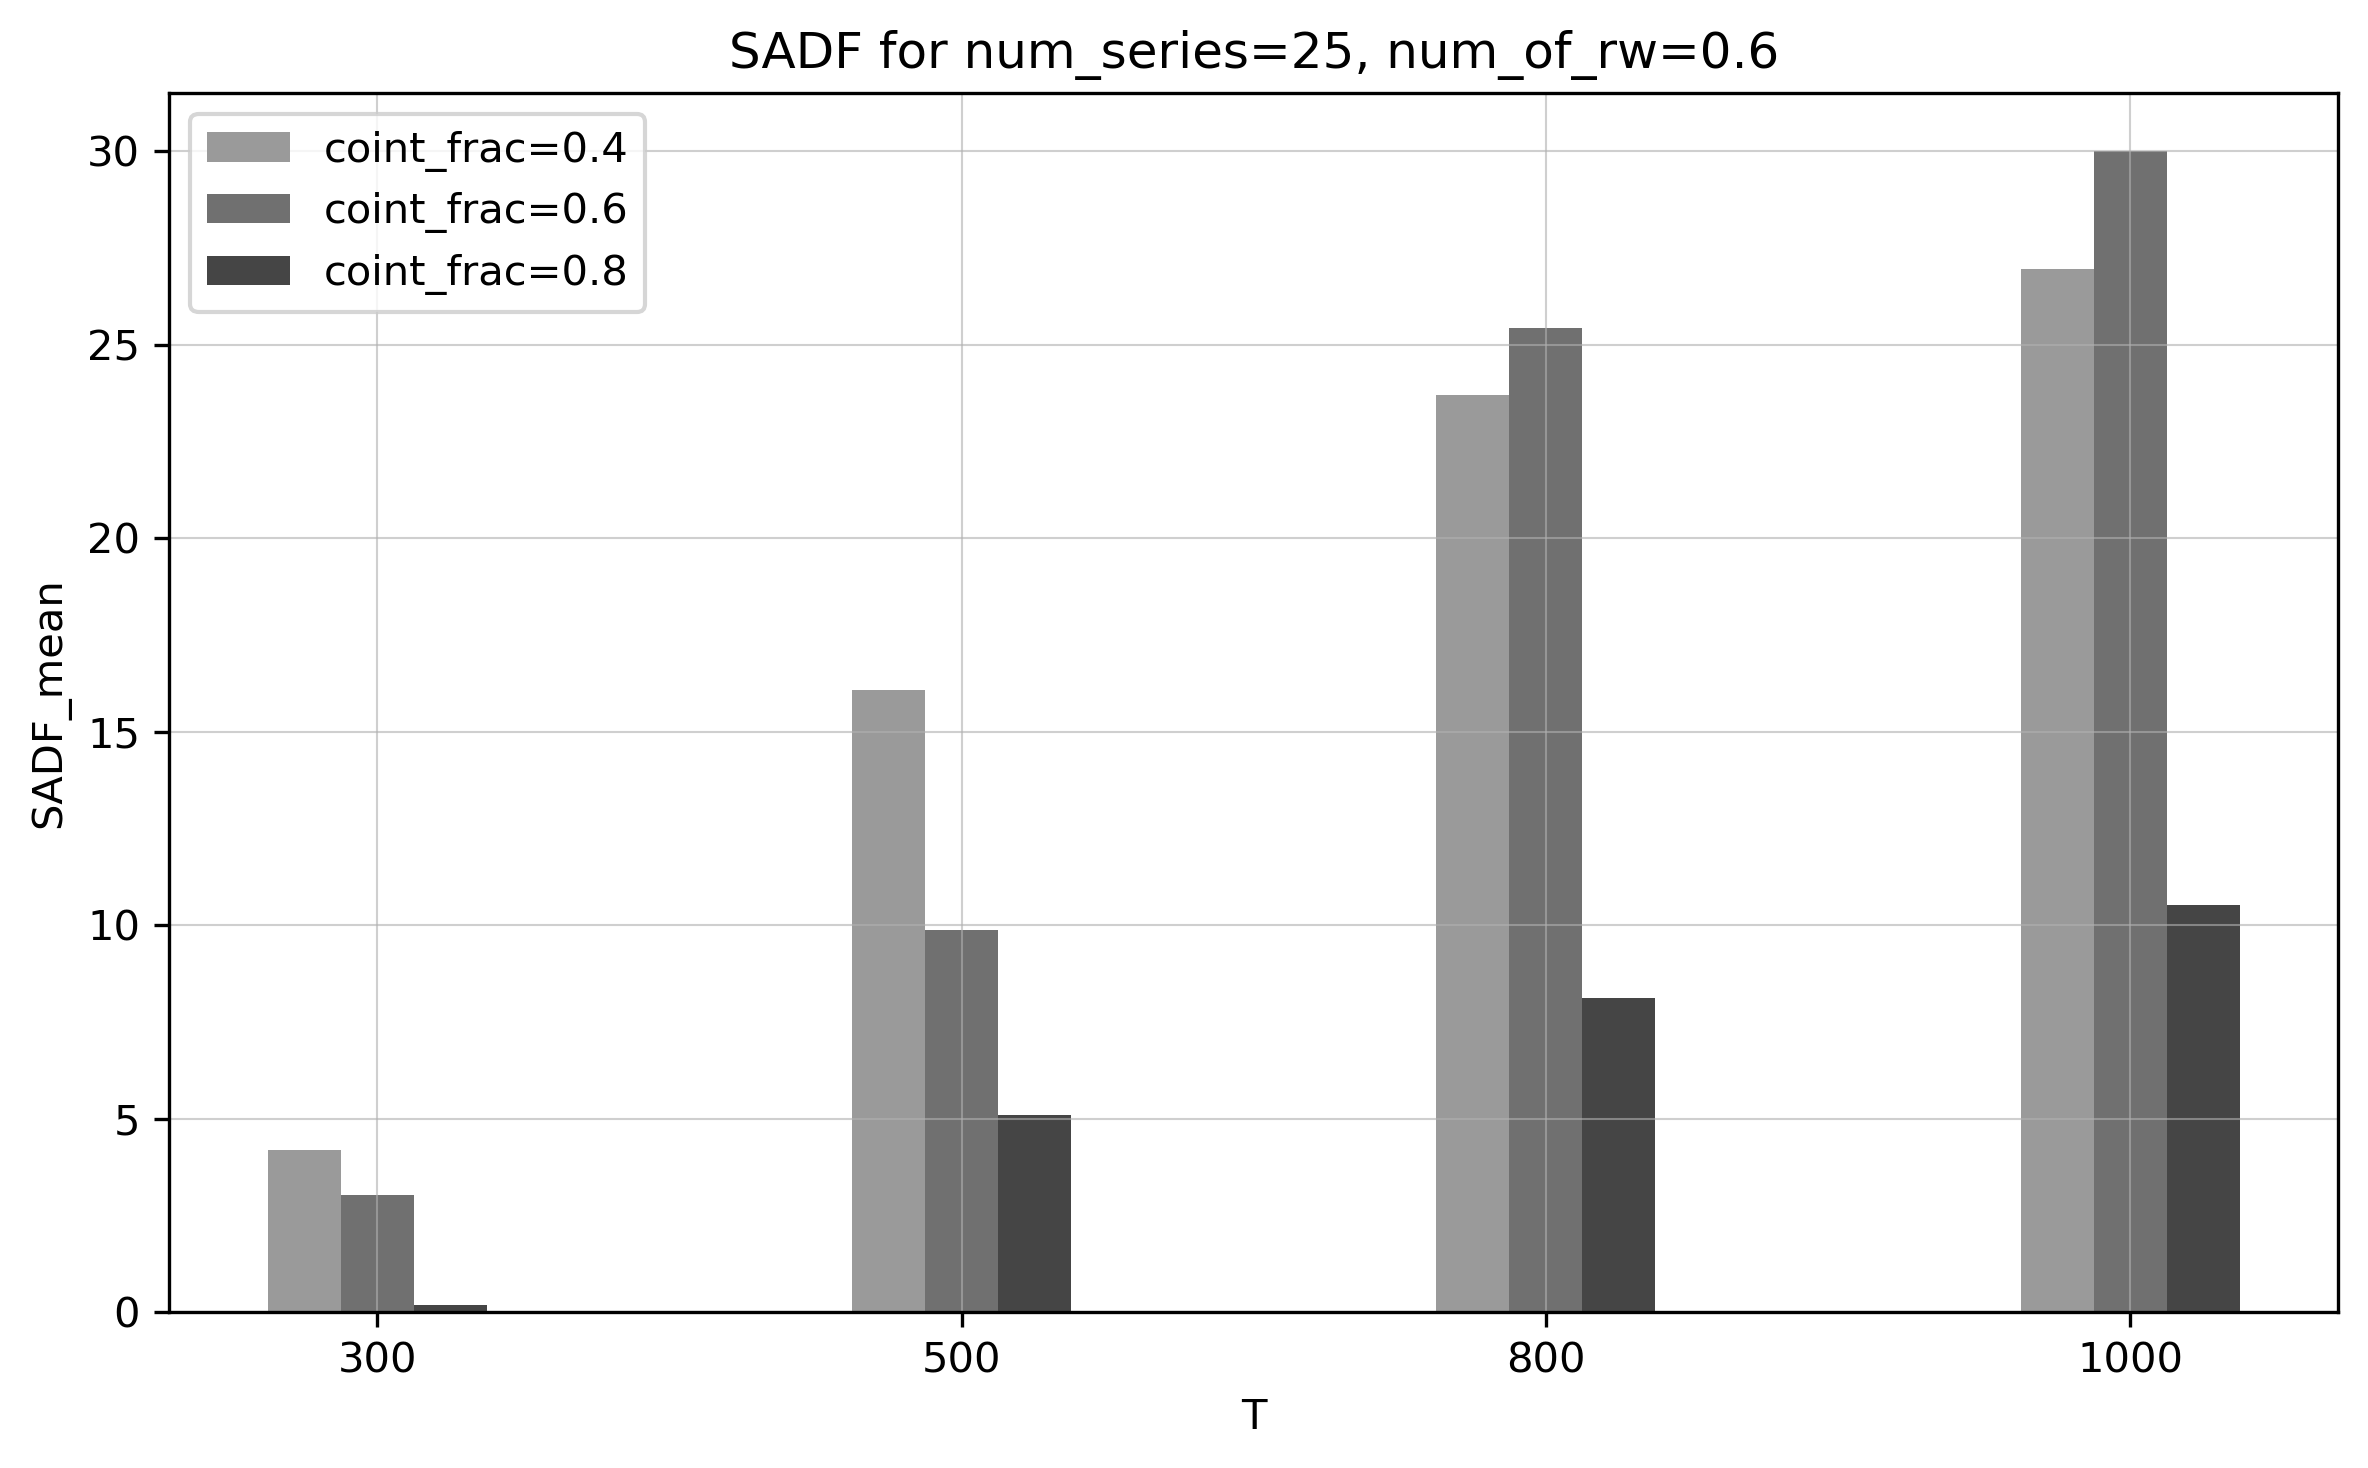 SADF for num_series=25, num_of_rw=0.6
coint_frac=0.4
coint_frac=0.6
coint_frac=0.8
SADF_mean
30
25
20
15
10
5
0
300 500 800 1000
T